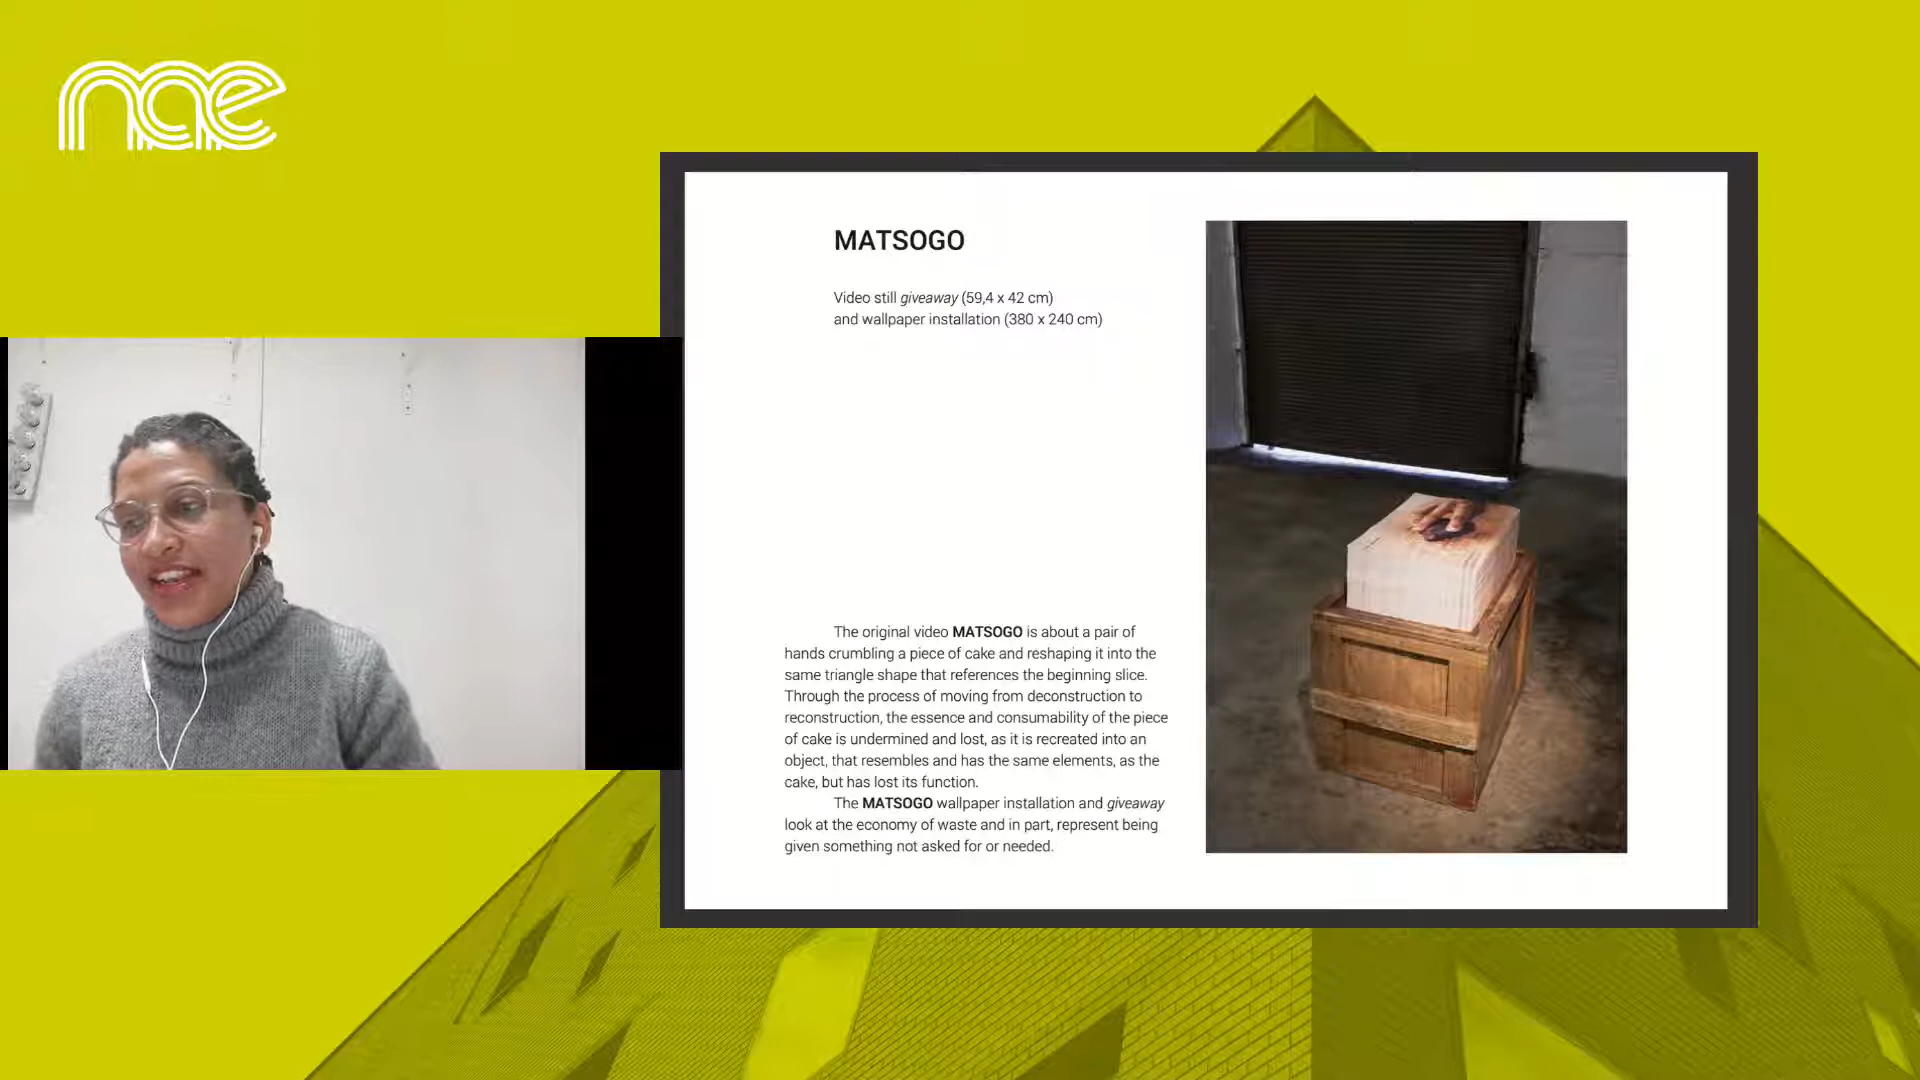 nae
MATSOGO
Video still giveaway (59,4 x 42 cm)
and wallpaper installation (380 x 240 cm)
The original video MATSOGO is about a pair of
hands crumbling a piece of cake and reshaping it into the
same triangle shape that references the beginning slice.
Through the process of moving from deconstruction to
reconstruction, the essence and consumability of the piece
of cake is undermined and lost, as it is recreated into an
object, that resembles and has the same elements, as the
cake, but has lost its function.
The MATSOGO wallpaper installation and giveaway
look at the economy of waste and in part, represent being
given something not asked for or needed.